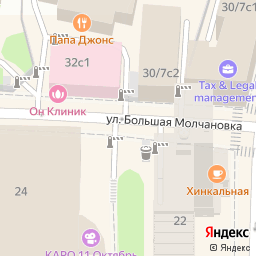 Папа Джонс
30/7с1
32с1
30/7с2
Tax & Legal
management
Он Клиник
ул. Большая Молчановка
24
Хинкальная
22
КАРО 11 Октябрь
Яндекс